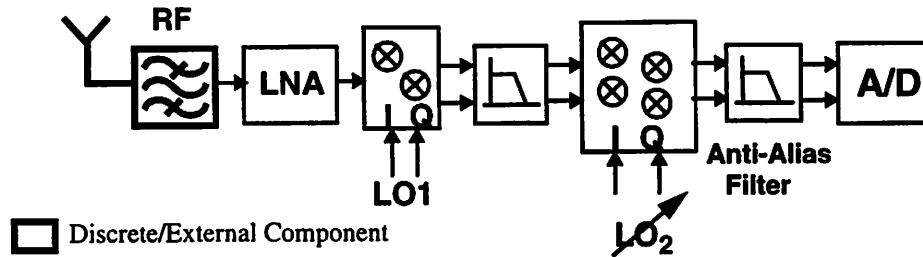 RF
LNA
I Q
LO1
I Q
LO2
Anti-Alias
Filter
A/D
Discrete/External Component